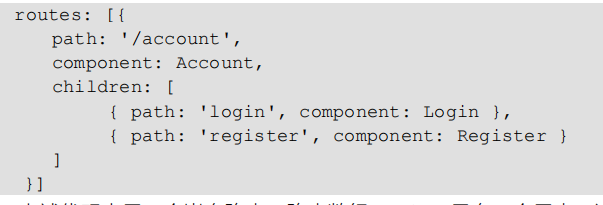 routes: [{
path: '/account',
component: Account,
children: [
{ path: 'login', component: Login },
{ path: 'register', component: Register }
]
}]